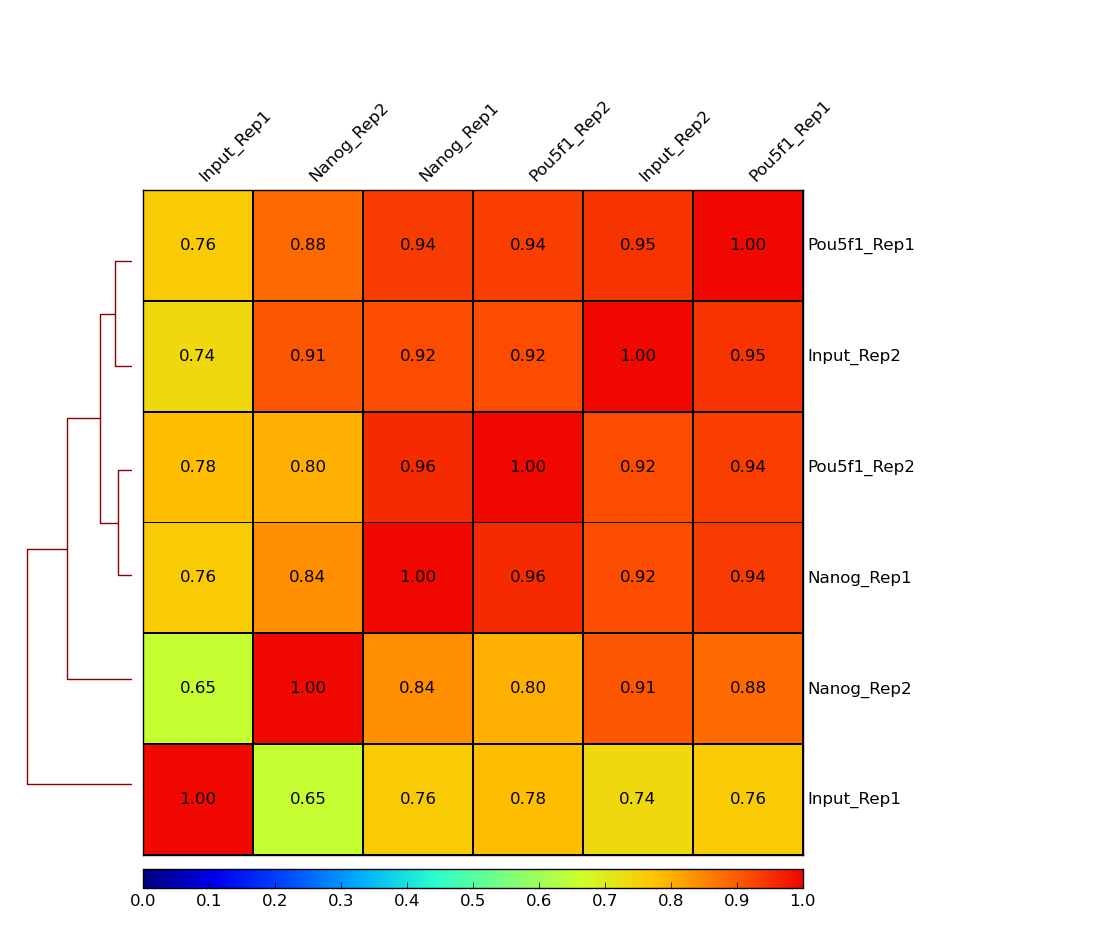 Input_Rep1 Nanog_Rep2 Nanog_Rep1 Pou5f1_Rep2 Input_Rep2 Pou5f1_Rep1
0.76 0.88 0.94 0.94 0.95 1.00 Pou5f1_Rep1
0.74 0.91 0.92 0.92 1.00 0.95 Input_Rep2
0.78 0.80 0.96 1.00 0.92 0.94 Pou5f1_Rep2
0.76 0.84 1.00 0.96 0.92 0.94 Nanog_Rep1
0.65 1.00 0.84 0.80 0.91 0.88 Nanog_Rep2
1.00 0.65 0.76 0.78 0.74 0.76 Input_Rep1
0.0 0.1 0.2 0.3 0.4 0.5 0.6 0.7 0.8 0.9 1.0